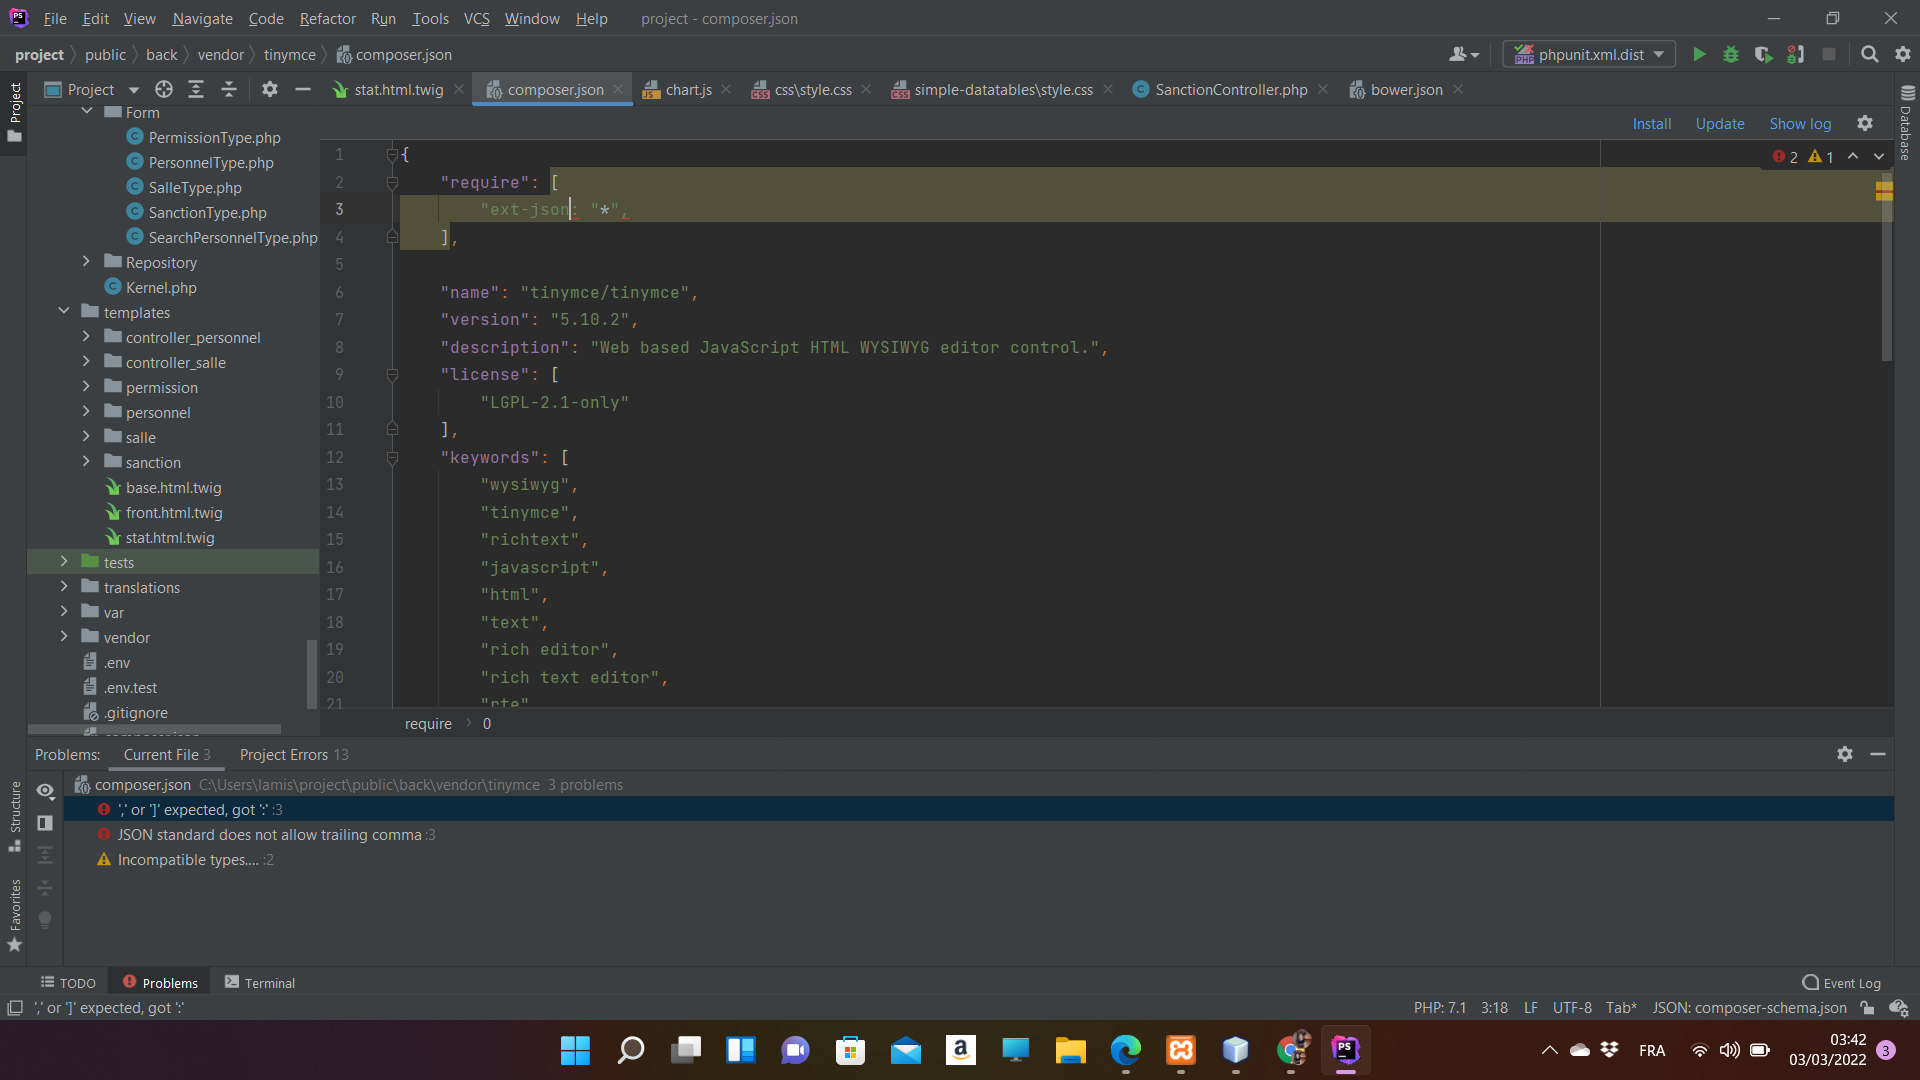 File Edit View Navigate Code Refactor Run Tools VCS Window Help project - composer.json
project public back vendor tinymce composer.json phpunit.xml.dist
Project stat.html.twig composer.json chart.js css\style.css simple-datatables\style.css SanctionController.php bower.json
Install Update Show log
Project
Database
Form
PermissionType.php
PersonnelType.php
SalleType.php
SanctionType.php
SearchPersonnelType.php
Repository
Kernel.php
templates
controller_personnel
controller_salle
permission
personnel
salle
sanction
base.html.twig
front.html.twig
stat.html.twig
tests
translations
var
vendor
.env
.env.test
.gitignore
composer.json
2 1
1 {
2 "require": [
3 "ext-json: "*",
4 ],
5
6 "name": "tinymce/tinymce",
7 "version": "5.10.2",
8 "description": "Web based JavaScript HTML WYSIWYG editor control.",
9 "license": [
10 "LGPL-2.1-only"
11 ],
12 "keywords": [
13 "wysiwyg",
14 "tinymce",
15 "richtext",
16 "javascript",
17 "html",
18 "text",
19 "rich editor",
20 "rich text editor",
21 "rte"
require 0
Problems: Current File 3 Project Errors 13
composer.json C:\Users\lamis\project\public\back\vendor\tinymce 3 problems
',' or ']' expected, got ':' :3
JSON standard does not allow trailing comma :3
Incompatible types.... :2
Structure
Favorites
TODO Problems Terminal Event Log
',' or ']' expected, got ':' PHP: 7.1 3:18 LF UTF-8 Tab* JSON: composer-schema.json
FRA 03:42
03/03/2022 3